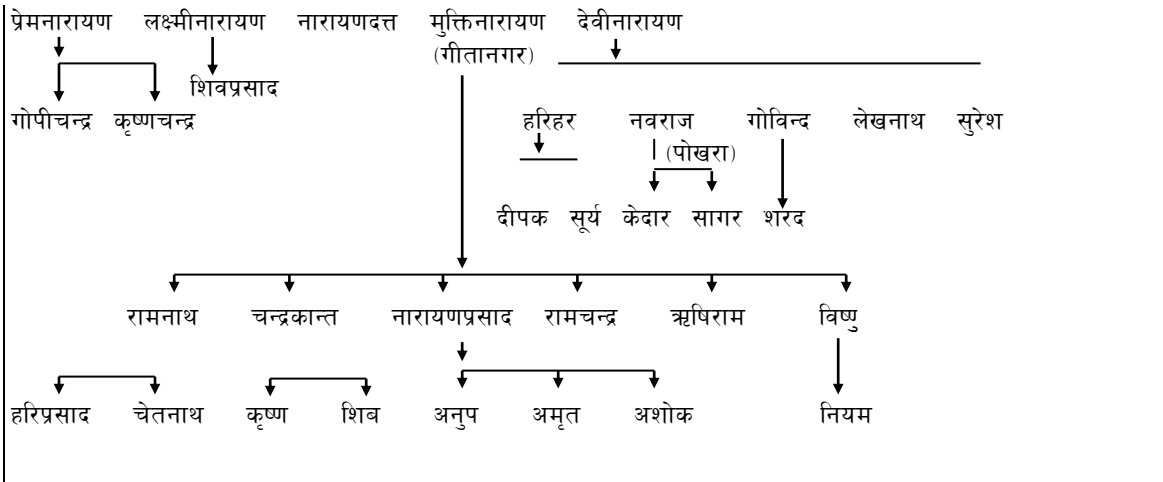 प्रेमनारायण लक्ष्मीनारायण नारायणदत्त मुक्तिनारायण देवीनारायण
(गीतानगर)
शिवप्रसाद
गोपीचन्द्र कृष्णचन्द्र हरिहर नवराज गोविन्द लेखनाथ सुरेश
(पोखरा)
दीपक सूर्य केदार सागर शरद
रामनाथ चन्द्रकान्त नारायणप्रसाद रामचन्द्र ऋषिराम विष्णु
हरिप्रसाद चेतनाथ कृष्ण शिब अनुप अमृत अशोक नियम